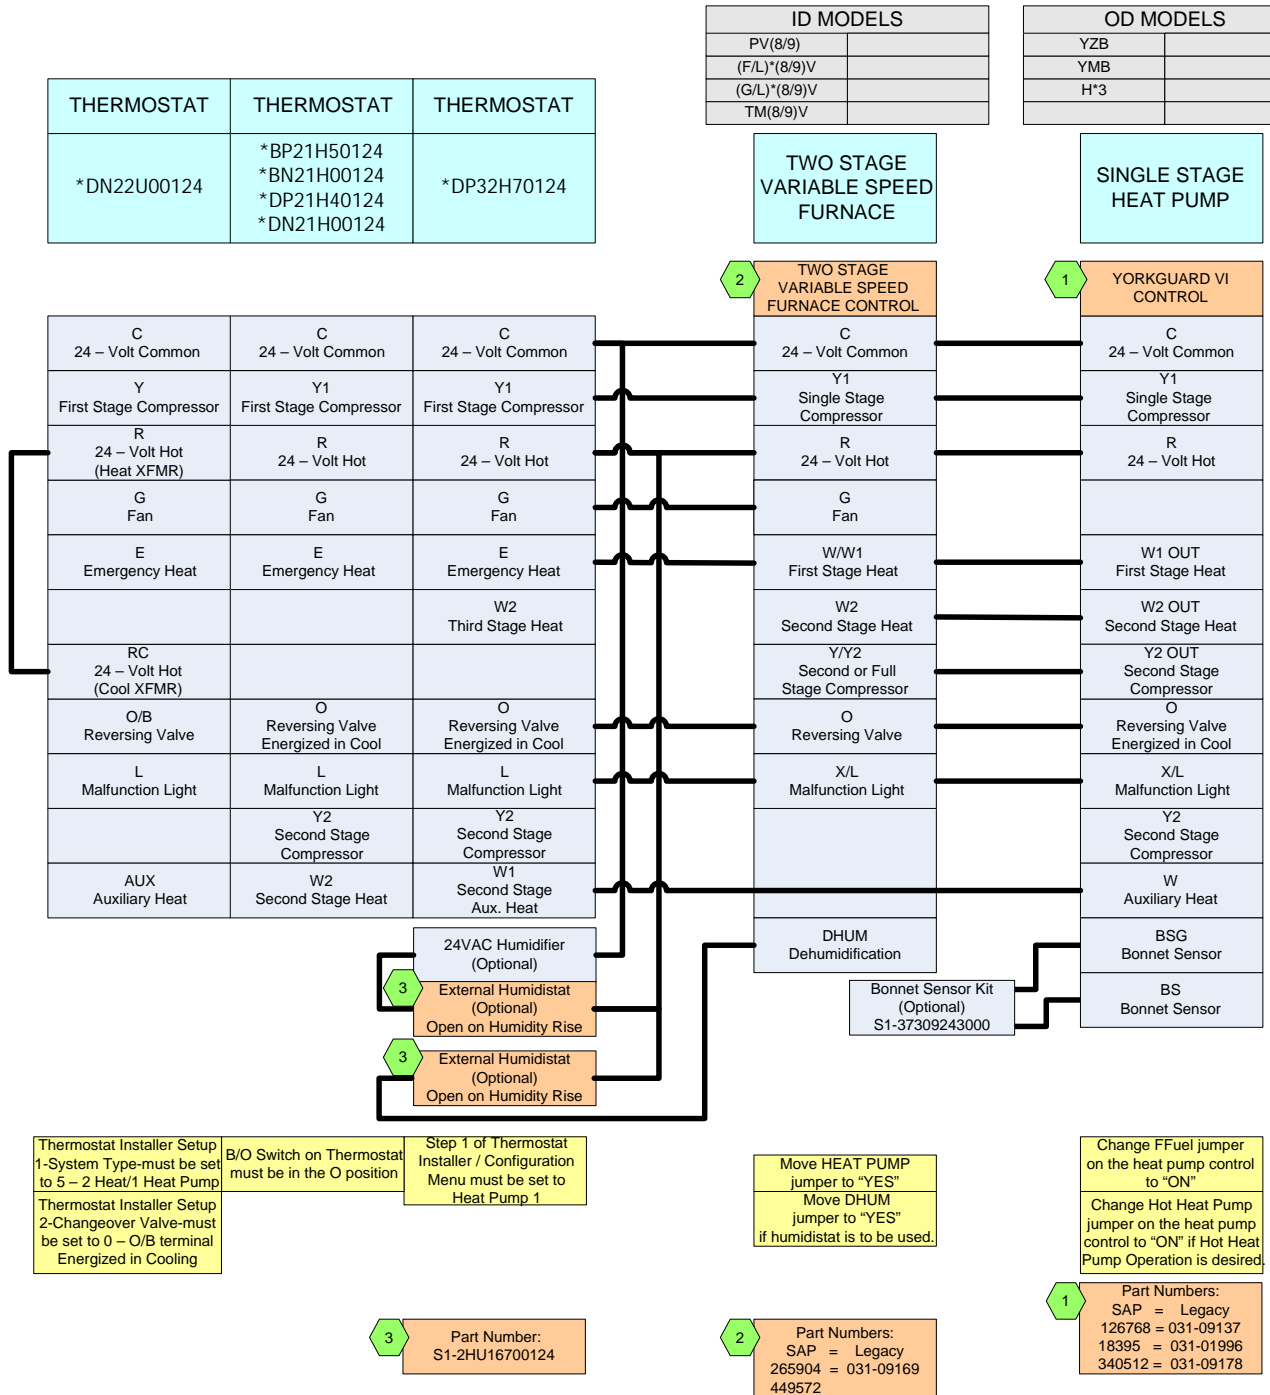 ID MODELS
PV(8/9)
(F/L)*(8/9)V
(G/L)*(8/9)V
TM(8/9)V
OD MODELS
YZB
YMB
H*3
THERMOSTAT
THERMOSTAT
THERMOSTAT
*DN22U00124
*BP21H50124
*BN21H00124
*DP21H40124
*DN21H00124
*DP32H70124
TWO STAGE
VARIABLE SPEED
FURNACE
SINGLE STAGE
HEAT PUMP
2
TWO STAGE
VARIABLE SPEED
FURNACE CONTROL
1
YORKGUARD VI
CONTROL
C
24 – Volt Common
C
24 – Volt Common
C
24 – Volt Common
C
24 – Volt Common
C
24 – Volt Common
Y
First Stage Compressor
Y1
First Stage Compressor
Y1
First Stage Compressor
Y1
Single Stage
Compressor
Y1
Single Stage
Compressor
R
24 – Volt Hot
(Heat XFMR)
R
24 – Volt Hot
R
24 – Volt Hot
R
24 – Volt Hot
R
24 – Volt Hot
G
Fan
G
Fan
G
Fan
G
Fan
E
Emergency Heat
E
Emergency Heat
E
Emergency Heat
W/W1
First Stage Heat
W1 OUT
First Stage Heat
W2
Third Stage Heat
W2
Second Stage Heat
W2 OUT
Second Stage Heat
RC
24 – Volt Hot
(Cool XFMR)
Y/Y2
Second or Full
Stage Compressor
Y2 OUT
Second Stage
Compressor
O/B
Reversing Valve
O
Reversing Valve
Energized in Cool
O
Reversing Valve
Energized in Cool
O
Reversing Valve
O
Reversing Valve
Energized in Cool
L
Malfunction Light
L
Malfunction Light
L
Malfunction Light
X/L
Malfunction Light
X/L
Malfunction Light
Y2
Second Stage
Compressor
Y2
Second Stage
Compressor
Y2
Second Stage
Compressor
AUX
Auxiliary Heat
W2
Second Stage Heat
W1
Second Stage
Aux. Heat
W
Auxiliary Heat
24VAC Humidifier
(Optional)
DHUM
Dehumidification
BSG
Bonnet Sensor
3
External Humidistat
(Optional)
Open on Humidity Rise
Bonnet Sensor Kit
(Optional)
S1-37309243000
BS
Bonnet Sensor
3
External Humidistat
(Optional)
Open on Humidity Rise
Thermostat Installer Setup
1-System Type-must be set
to 5 – 2 Heat/1 Heat Pump
B/O Switch on Thermostat
must be in the O position
Step 1 of Thermostat
Installer / Configuration
Menu must be set to
Heat Pump 1
Move HEAT PUMP
jumper to “YES”
Change FFuel jumper
on the heat pump control
to “ON”
Thermostat Installer Setup
2-Changeover Valve-must
be set to 0 – O/B terminal
Energized in Cooling
Move DHUM
jumper to “YES”
if humidistat is to be used.
Change Hot Heat Pump
jumper on the heat pump
control to “ON” if Hot Heat
Pump Operation is desired.
3
Part Number:
S1-2HU16700124
2
Part Numbers:
SAP = Legacy
265904 = 031-09169
449572
1
Part Numbers:
SAP = Legacy
126768 = 031-09137
18395 = 031-01996
340512 = 031-09178